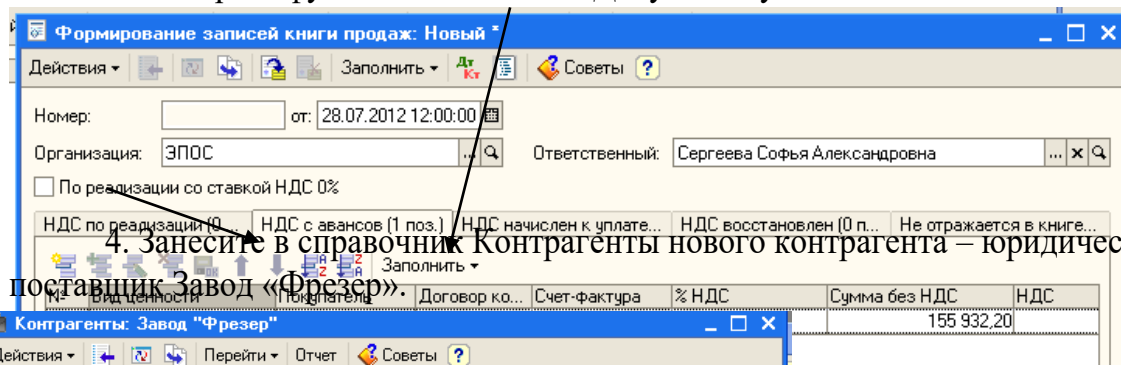 Формирование записей книги продаж: Новый *
Действия Заполнить Дт Кт Советы ?
Номер: от: 28.07.2012 12:00:00
Организация: ЭПОС ... Ответственный: Сергеева Софья Александровна ... x
По реализации со ставкой НДС 0%
НДС по реализации (0 ... НДС с авансов (1 поз.) НДС начислен к уплате... НДС восстановлен (0 п... Не отражается в книге...
4. Занесите в справочник Контрагенты нового контрагента – юридичес
Заполнить
поставщик Завод «Фрезер».
№ Вид ценности Покупатель Договор ко... Счет-фактура % НДС Сумма без НДС НДС
155 932,20
Контрагенты: Завод "Фрезер"
Действия Перейти Отчет Советы ?